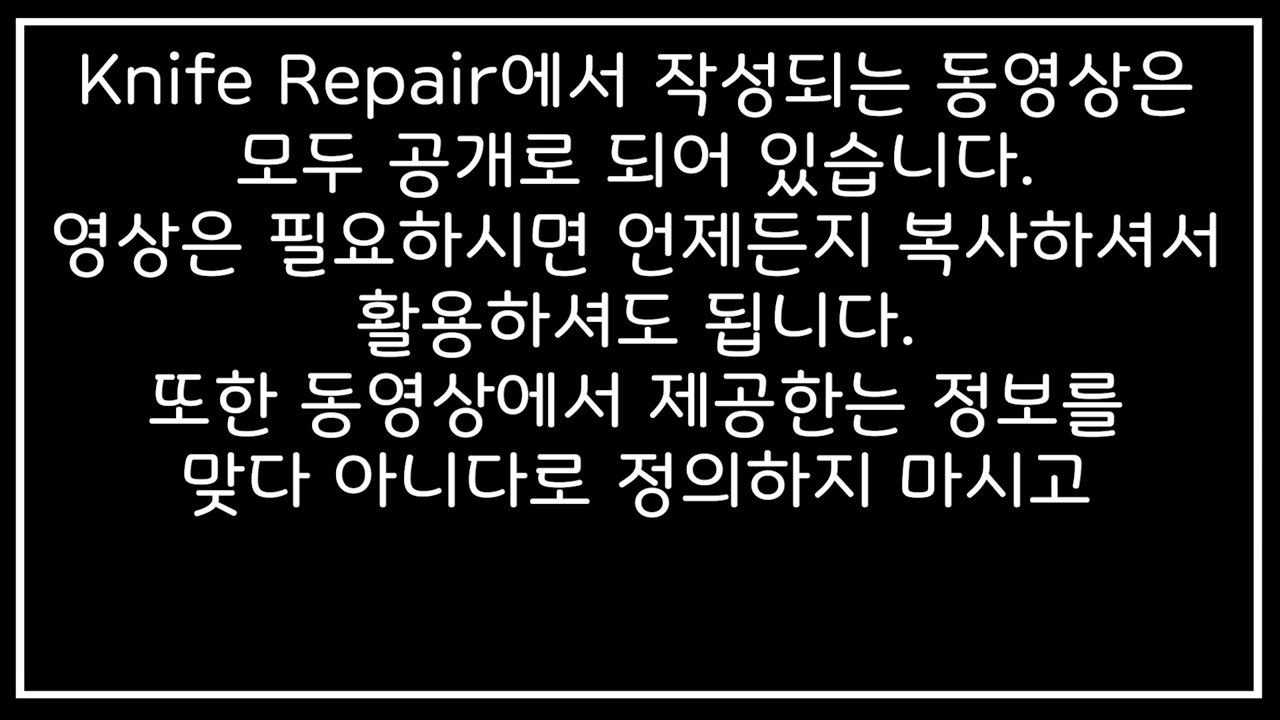 Knife Repair에서 작성되는 동영상은
모두 공개로 되어 있습니다.
영상은 필요하시면 언제든지 복사하셔서
활용하셔도 됩니다.
또한 동영상에서 제공한는 정보를
맞다 아니다로 정의하지 마시고